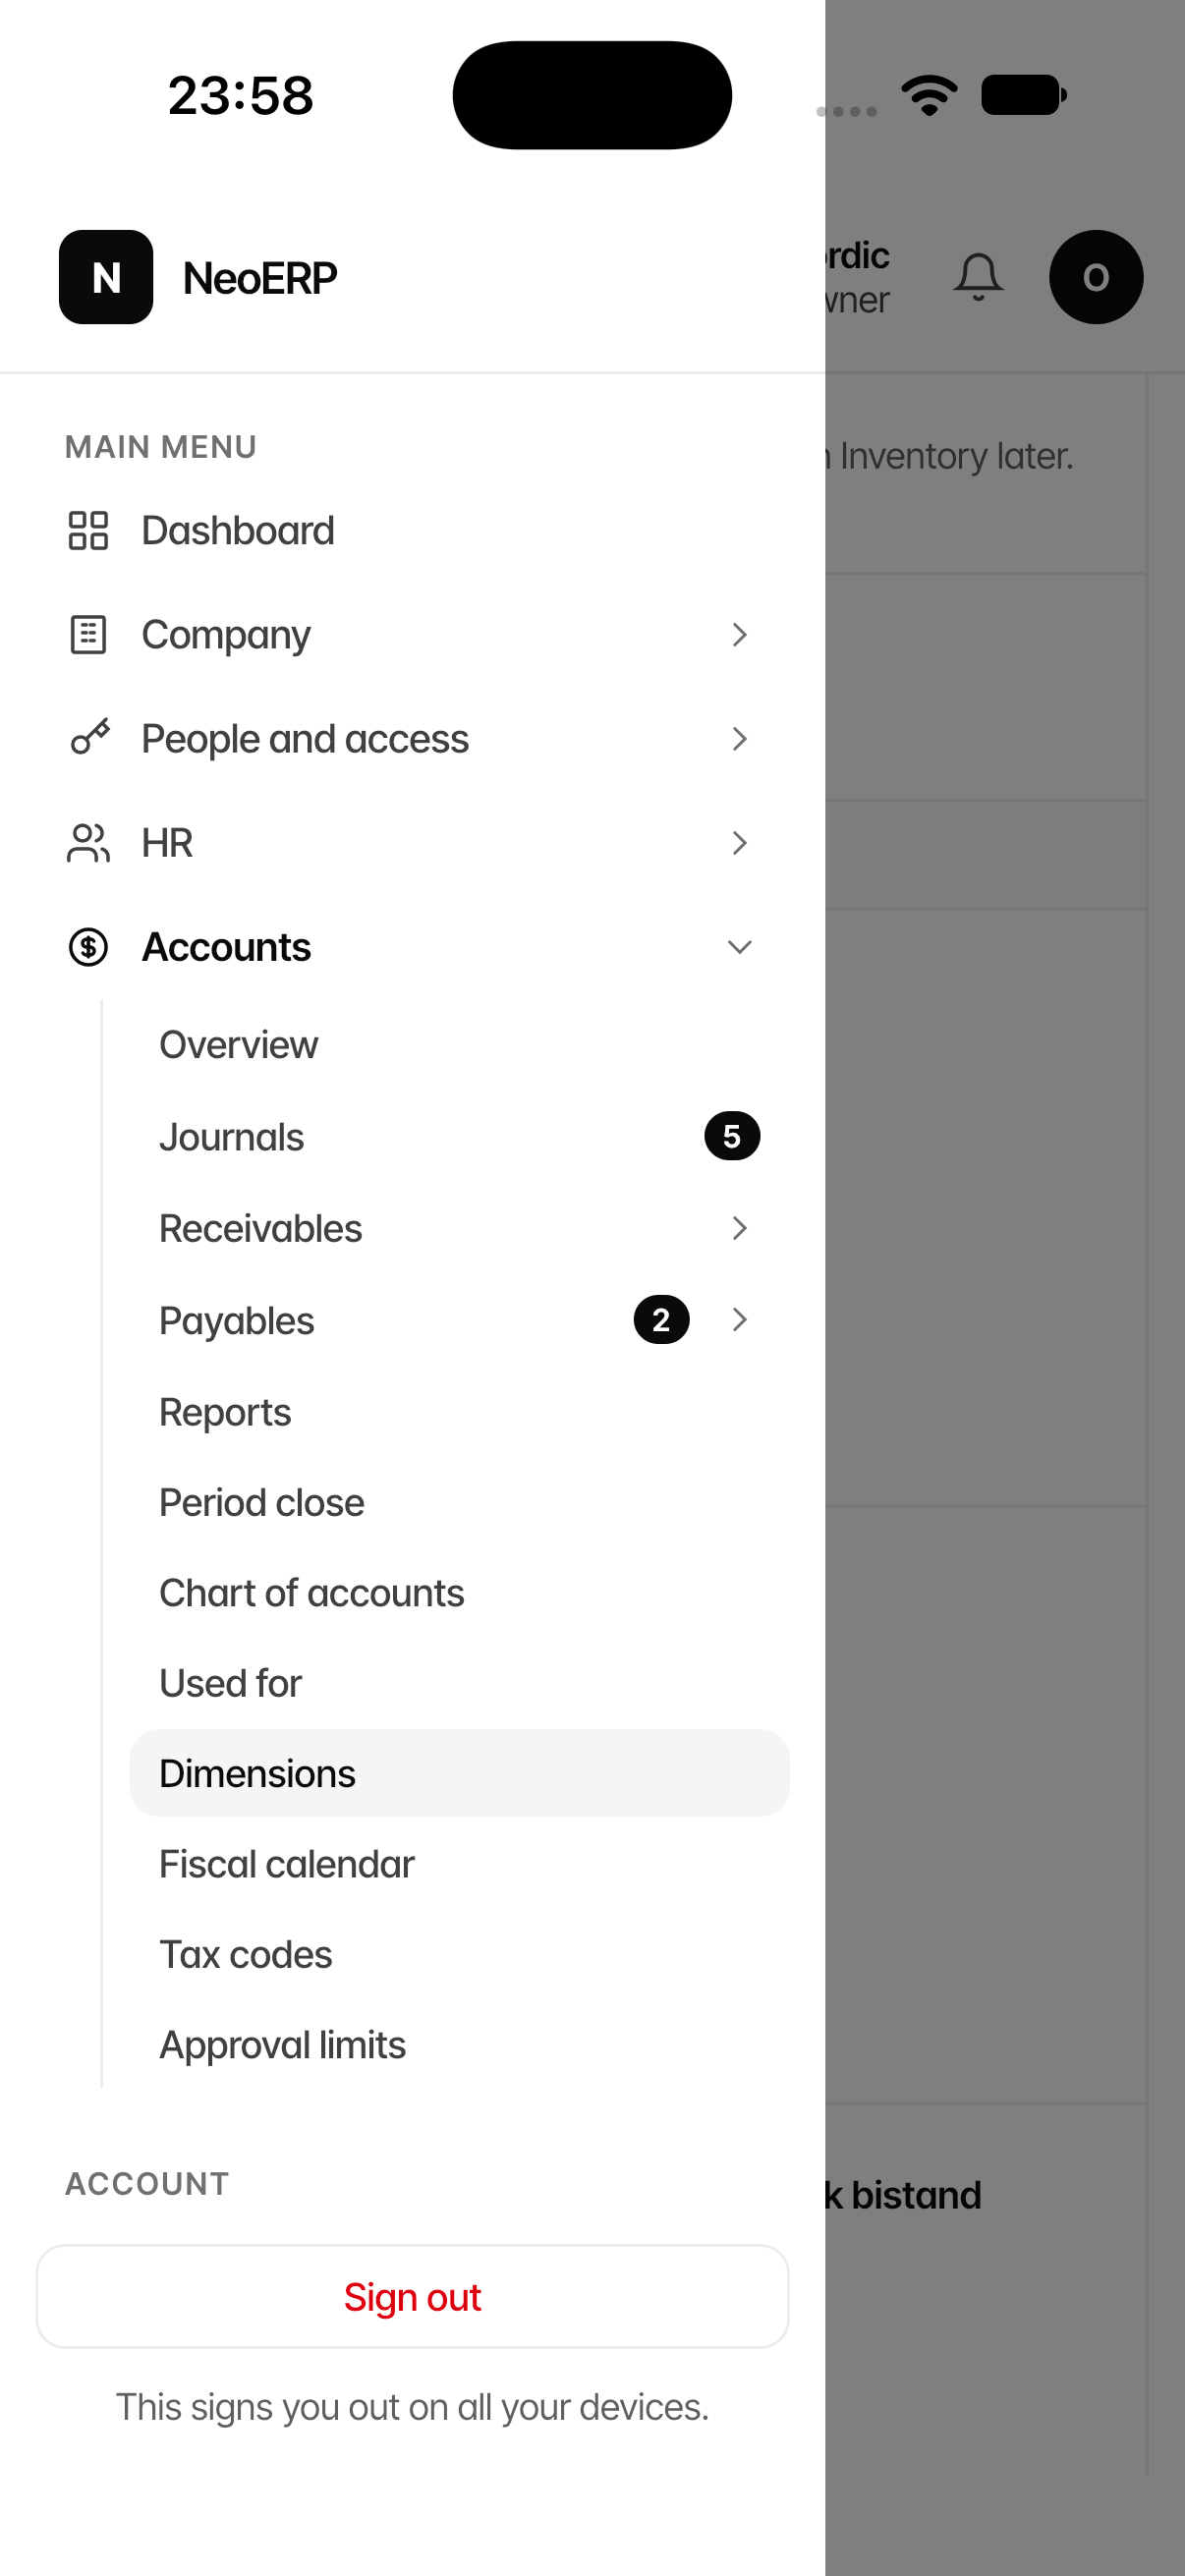 23:58
N NeoERP
O
MAIN MENU
Inventory later.
Dashboard
Company
People and access
HR
Accounts
Overview
Journals 5
Receivables
Payables 2
Reports
Period close
Chart of accounts
Used for
Dimensions
Fiscal calendar
Tax codes
Approval limits
ACCOUNT
bistand
Sign out
This signs you out on all your devices.